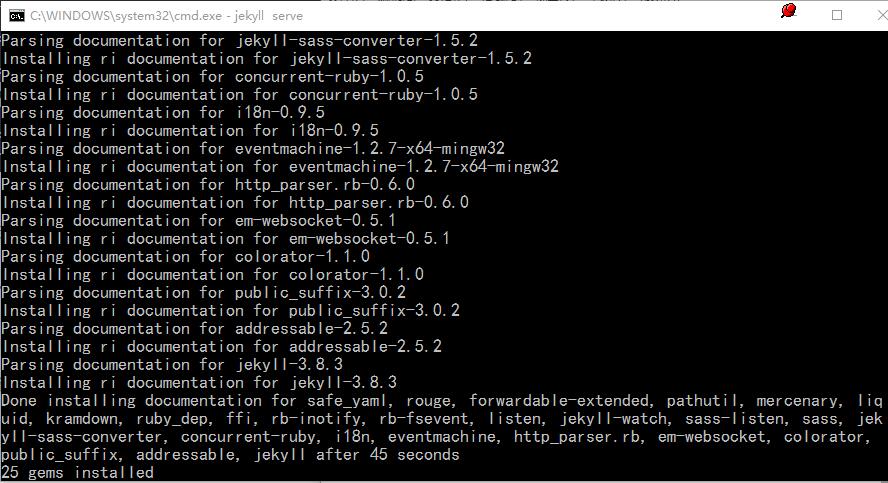 C:\WINDOWS\system32\cmd.exe - jekyll  serve
Parsing documentation for jekyll-sass-converter-1.5.2
Installing ri documentation for jekyll-sass-converter-1.5.2
Parsing documentation for concurrent-ruby-1.0.5
Installing ri documentation for concurrent-ruby-1.0.5
Parsing documentation for i18n-0.9.5
Installing ri documentation for i18n-0.9.5
Parsing documentation for eventmachine-1.2.7-x64-mingw32
Installing ri documentation for eventmachine-1.2.7-x64-mingw32
Parsing documentation for http_parser.rb-0.6.0
Installing ri documentation for http_parser.rb-0.6.0
Parsing documentation for em-websocket-0.5.1
Installing ri documentation for em-websocket-0.5.1
Parsing documentation for colorator-1.1.0
Installing ri documentation for colorator-1.1.0
Parsing documentation for public_suffix-3.0.2
Installing ri documentation for public_suffix-3.0.2
Parsing documentation for addressable-2.5.2
Installing ri documentation for addressable-2.5.2
Parsing documentation for jekyll-3.8.3
Installing ri documentation for jekyll-3.8.3
Done installing documentation for safe_yaml, rouge, forwardable-extended, pathutil, mercenary, liq
uid, kramdown, ruby_dep, ffi, rb-inotify, rb-fsevent, listen, jekyll-watch, sass-listen, sass, jek
yll-sass-converter, concurrent-ruby, i18n, eventmachine, http_parser.rb, em-websocket, colorator,
public_suffix, addressable, jekyll after 45 seconds
25 gems installed